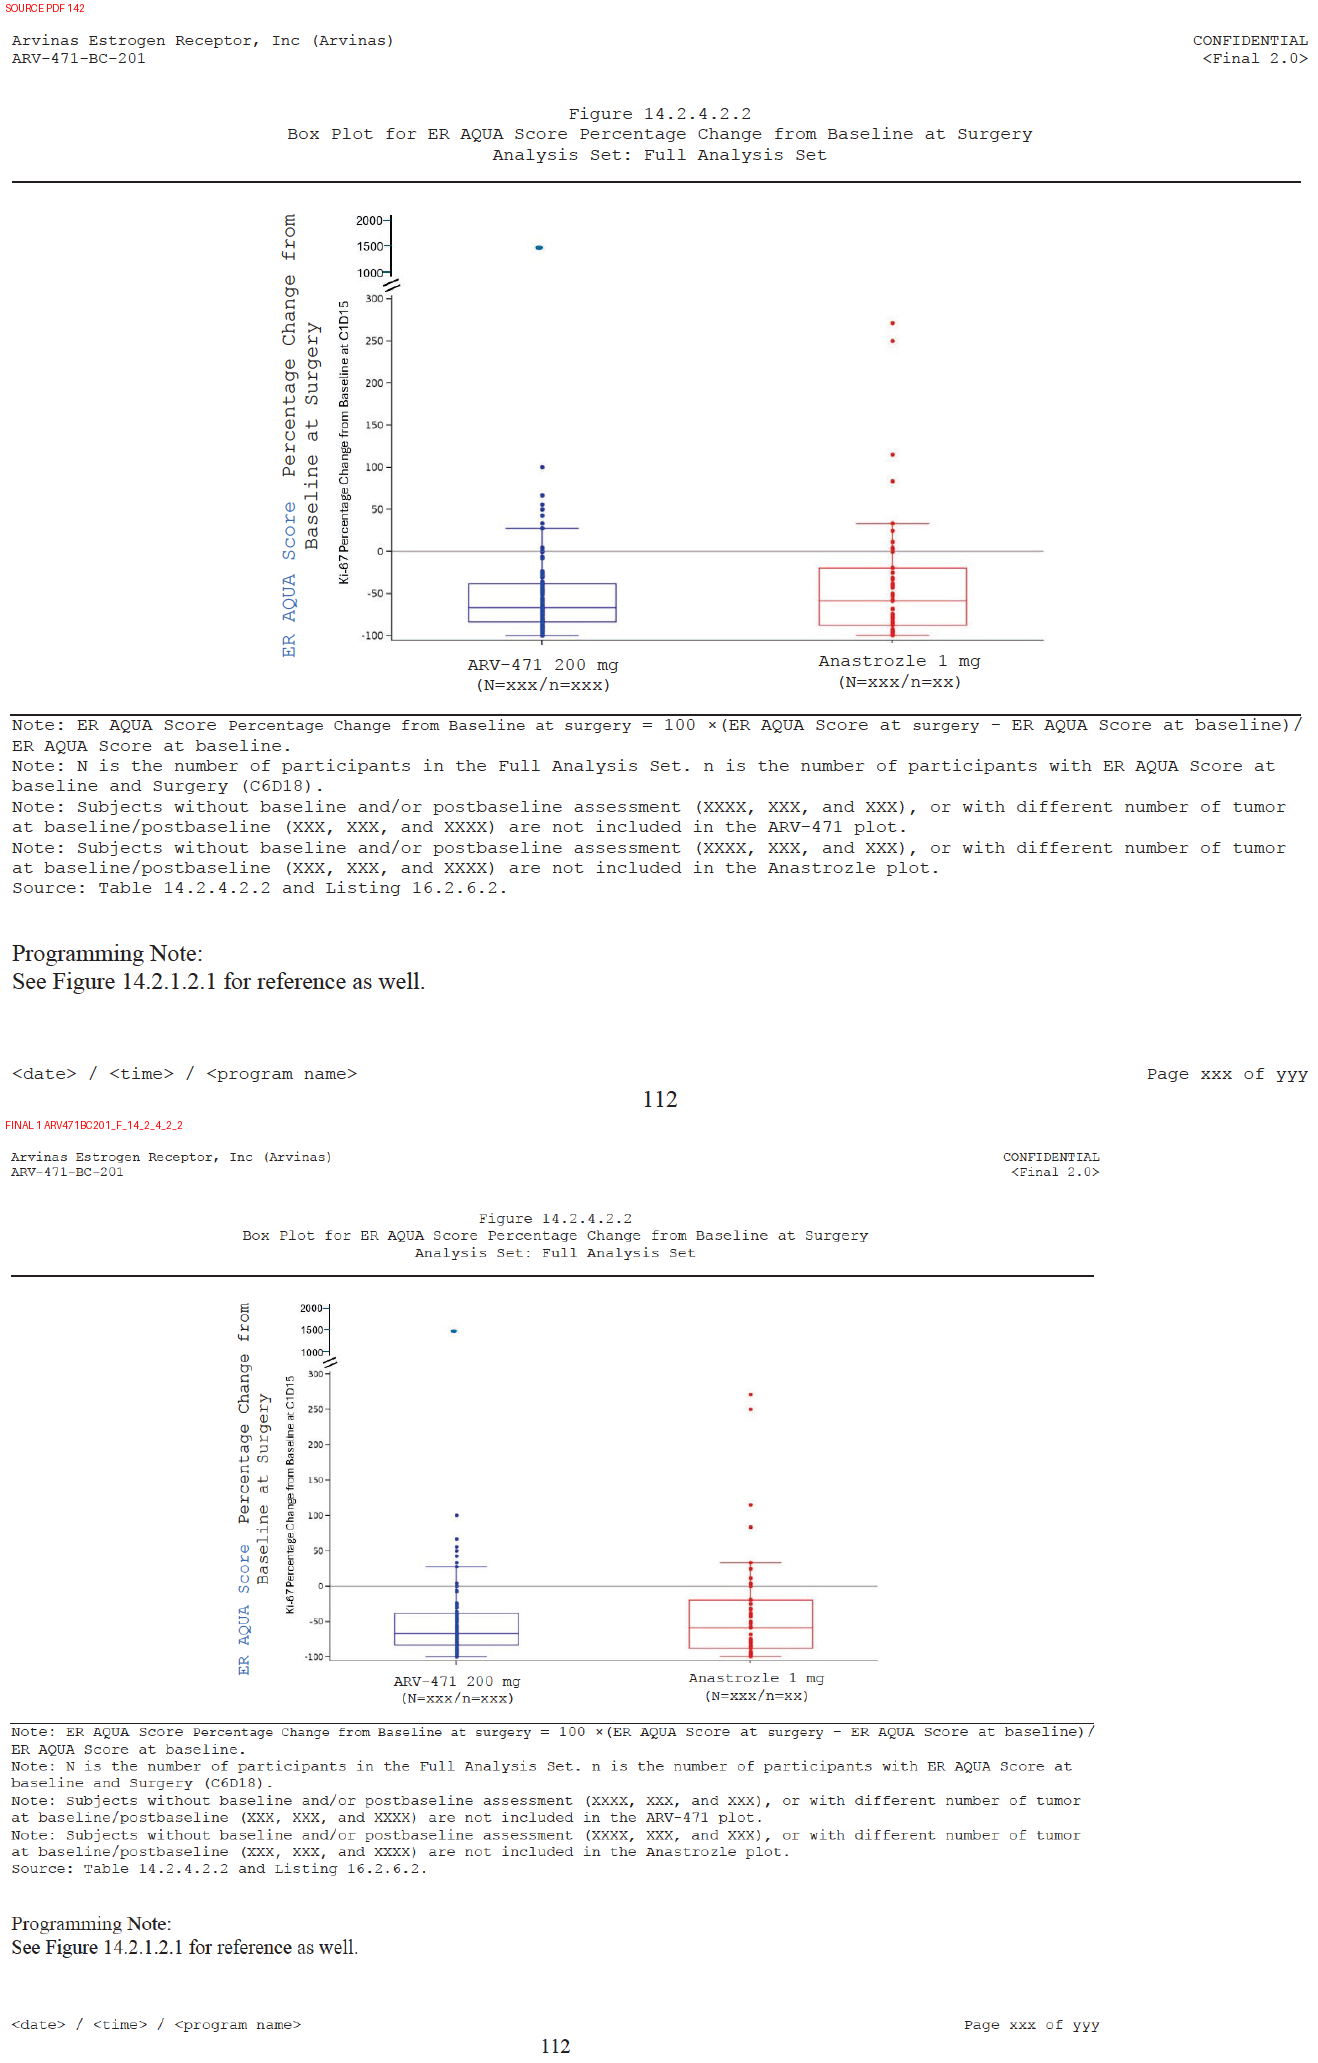 SOURCE PDF 142
Arvinas Estrogen Receptor, Inc (Arvinas) CONFIDENTIAL
ARV-471-BC-201 <Final 2.0>
Figure 14.2.4.2.2
Box Plot for ER AQUA Score Percentage Change from Baseline at Surgery
Analysis Set: Full Analysis Set
ER AQUA Score Percentage Change from
Baseline at Surgery
Ki-67 Percentage Change from Baseline at C1D15
2000
1500
1000
300
250
200
150
100
50
0
-50
-100
ARV-471 200 mg
(N=xxx/n=xxx)
Anastrozle 1 mg
(N=xxx/n=xx)
Note: ER AQUA Score Percentage Change from Baseline at surgery = 100 ×(ER AQUA Score at surgery - ER AQUA Score at baseline)/
ER AQUA Score at baseline.
Note: N is the number of participants in the Full Analysis Set. n is the number of participants with ER AQUA Score at
baseline and Surgery (C6D18).
Note: Subjects without baseline and/or postbaseline assessment (XXXX, XXX, and XXX), or with different number of tumor
at baseline/postbaseline (XXX, XXX, and XXXX) are not included in the ARV-471 plot.
Note: Subjects without baseline and/or postbaseline assessment (XXXX, XXX, and XXX), or with different number of tumor
at baseline/postbaseline (XXX, XXX, and XXXX) are not included in the Anastrozle plot.
Source: Table 14.2.4.2.2 and Listing 16.2.6.2.
Programming Note:
See Figure 14.2.1.2.1 for reference as well.
<date> / <time> / <program name> Page xxx of yyy
112
FINAL 1 ARV471BC201_F_14_2_4_2_2
Arvinas Estrogen Receptor, Inc (Arvinas) CONFIDENTIAL
ARV-471-BC-201 <Final 2.0>
Figure 14.2.4.2.2
Box Plot for ER AQUA Score Percentage Change from Baseline at Surgery
Analysis Set: Full Analysis Set
ER AQUA Score Percentage Change from
Baseline at Surgery
Ki-67 Percentage Change from Baseline at C1D15
2000
1500
1000
300
250
200
150
100
50
0
-50
-100
ARV-471 200 mg
(N=xxx/n=xxx)
Anastrozle 1 mg
(N=xxx/n=xx)
Note: ER AQUA Score Percentage Change from Baseline at surgery = 100 ×(ER AQUA Score at surgery - ER AQUA Score at baseline)/
ER AQUA Score at baseline.
Note: N is the number of participants in the Full Analysis Set. n is the number of participants with ER AQUA Score at
baseline and Surgery (C6D18).
Note: Subjects without baseline and/or postbaseline assessment (XXXX, XXX, and XXX), or with different number of tumor
at baseline/postbaseline (XXX, XXX, and XXXX) are not included in the ARV-471 plot.
Note: Subjects without baseline and/or postbaseline assessment (XXXX, XXX, and XXX), or with different number of tumor
at baseline/postbaseline (XXX, XXX, and XXXX) are not included in the Anastrozle plot.
Source: Table 14.2.4.2.2 and Listing 16.2.6.2.
Programming Note:
See Figure 14.2.1.2.1 for reference as well.
<date> / <time> / <program name> Page xxx of yyy
112